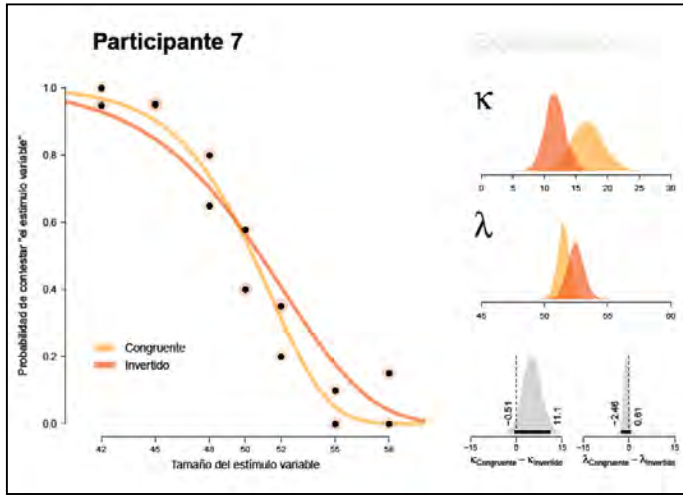 Participante 7
Probabilidad de contestar "el estímulo variable"
1.0
0.8
0.6
0.4
0.2
0.0
Congruente
Invertido
42 45 48 50 52 55 58
Tamaño del estímulo variable
κ
0 5 10 15 20 25 30
λ
45 50 55 60
−0.51 11.1
−15 0 15
κCongruente − κInvertido
−2.46 0.61
−15 0 15
λCongruente − λInvertido